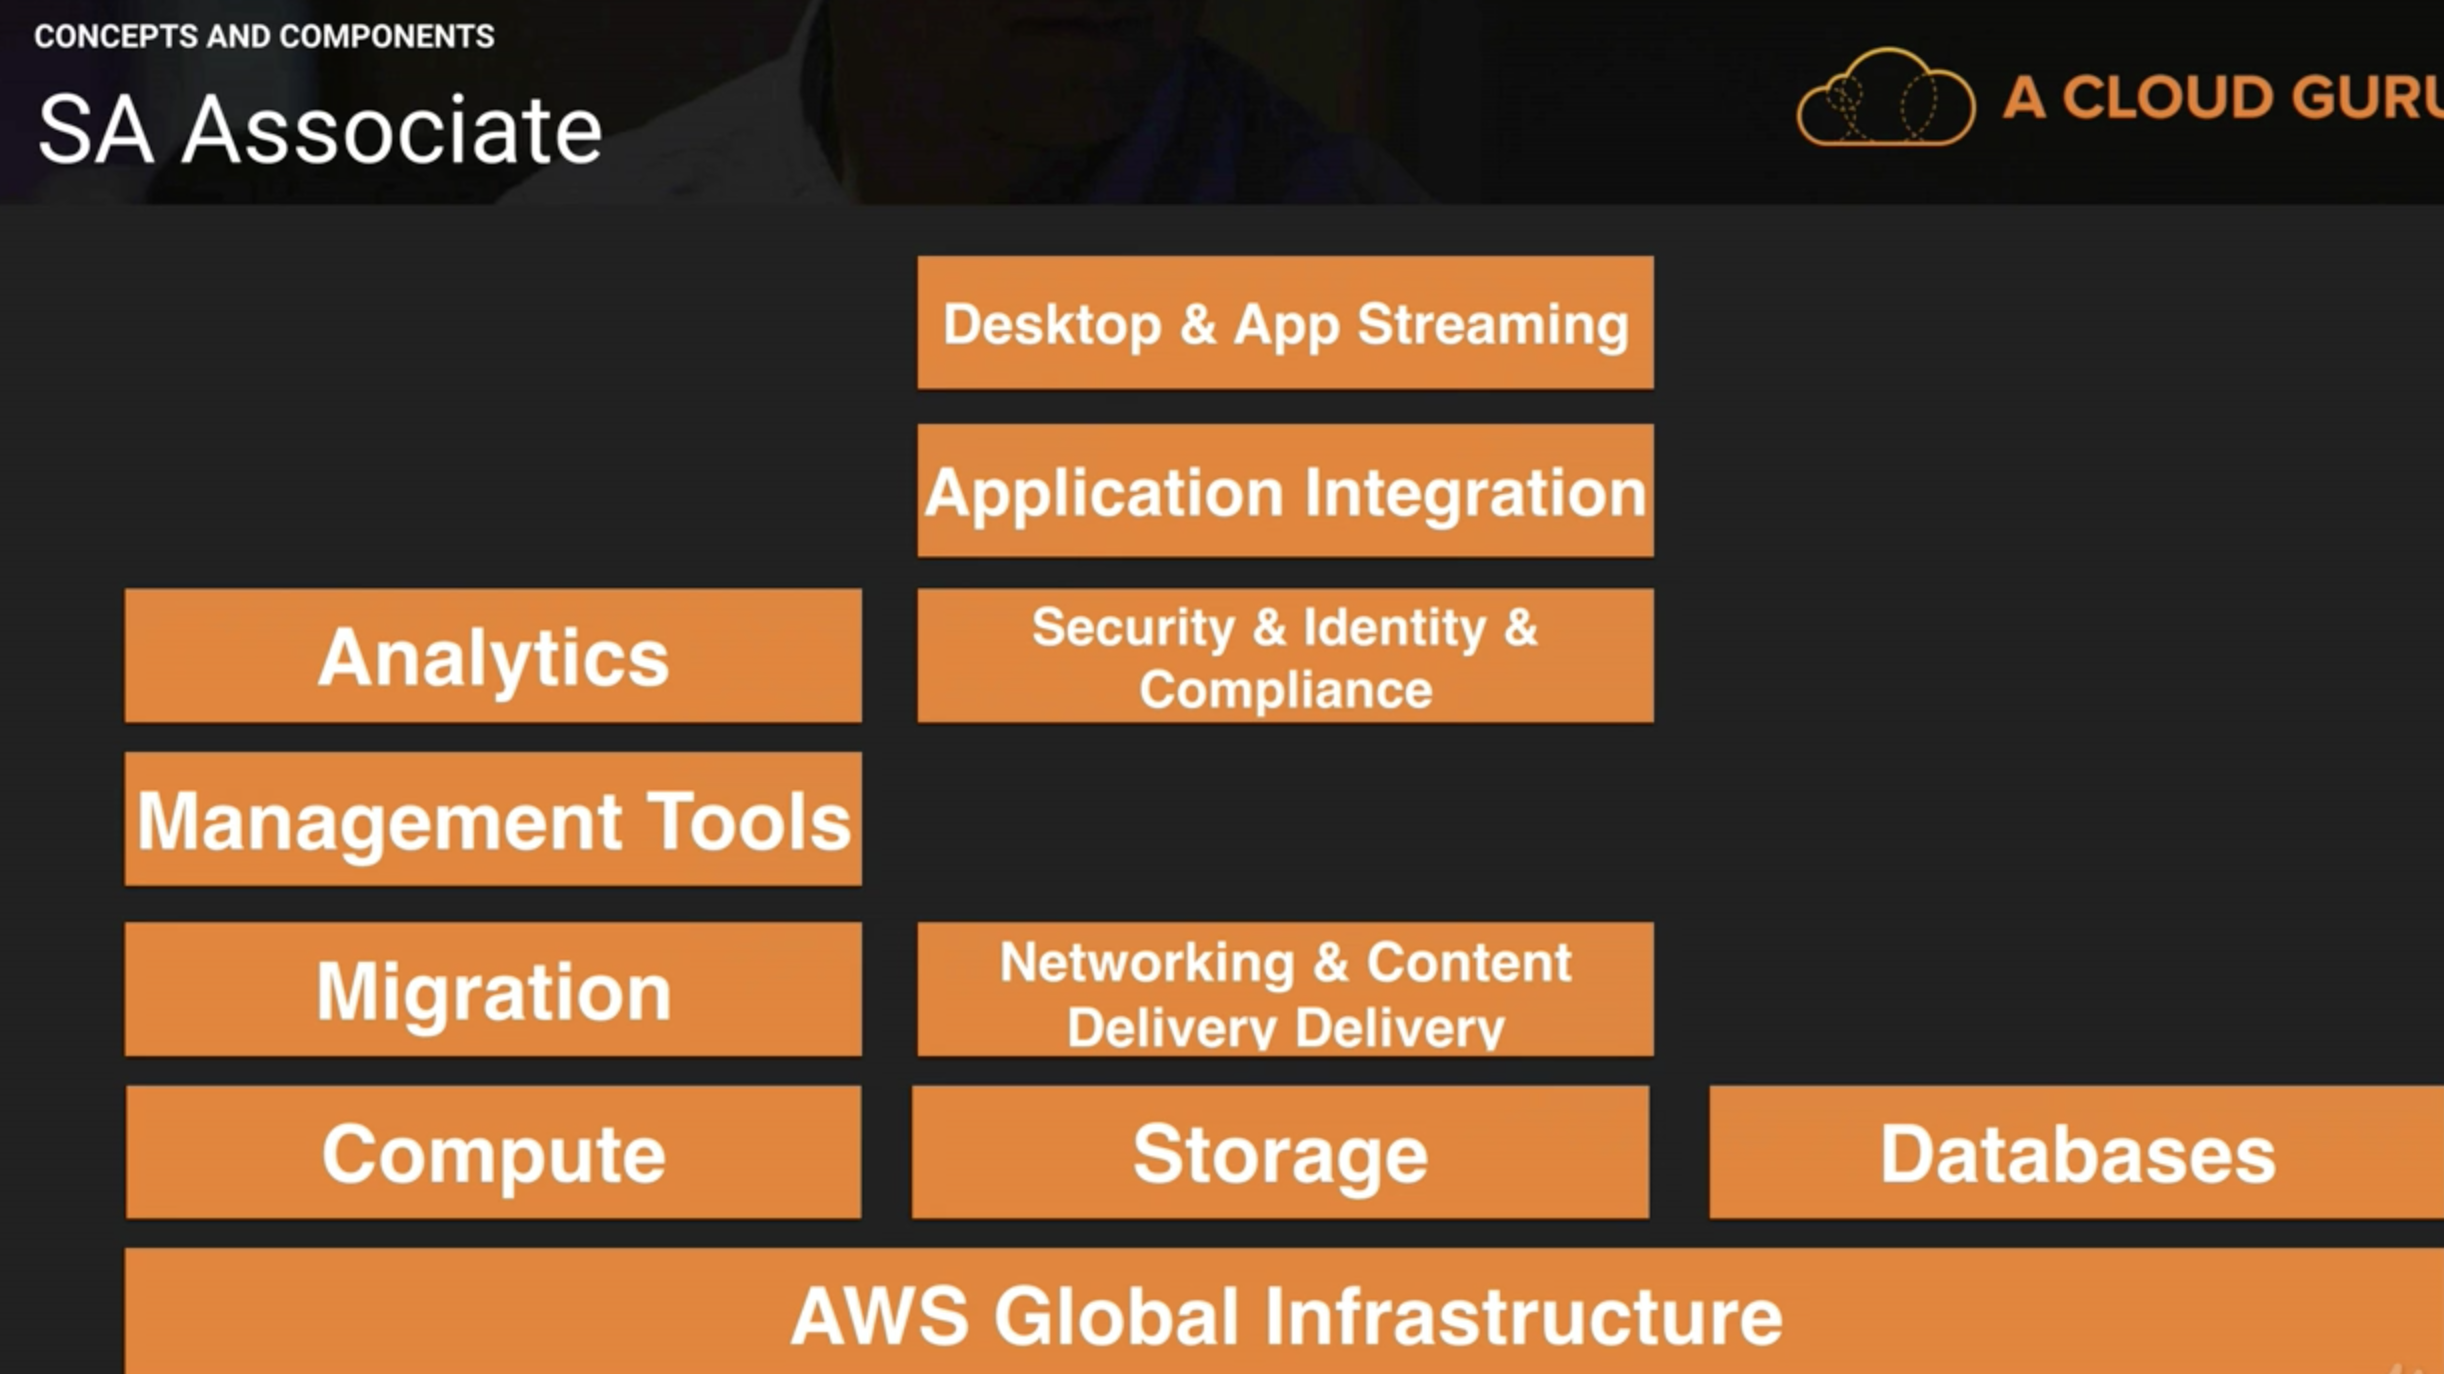 CONCEPTS AND COMPONENTS
SA Associate
A CLOUD GURU
Desktop & App Streaming
Application Integration
Analytics
Security & Identity &
Compliance
Management Tools
Migration
Networking & Content
Delivery Delivery
Compute
Storage
Databases
AWS Global Infrastructure